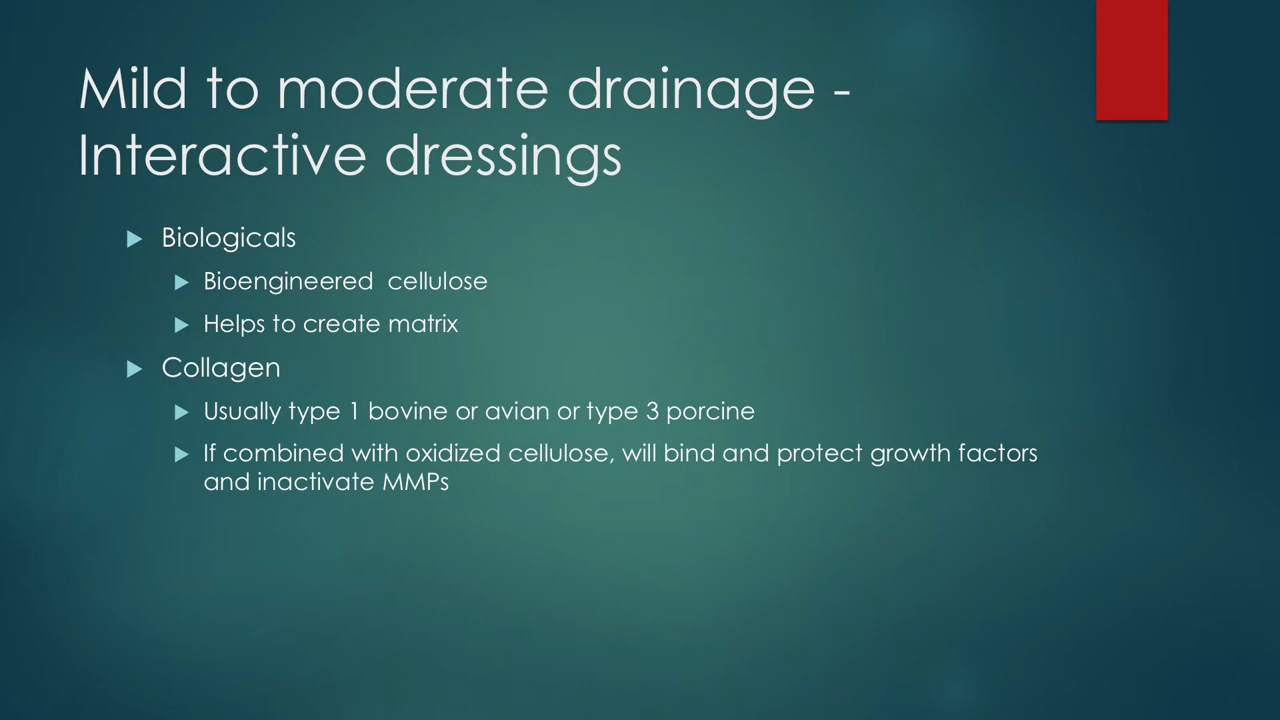 Mild to moderate drainage -
Interactive dressings
Biologicals
Bioengineered  cellulose
Helps to create matrix
Collagen
Usually type 1 bovine or avian or type 3 porcine
If combined with oxidized cellulose, will bind and protect growth factors
and inactivate MMPs